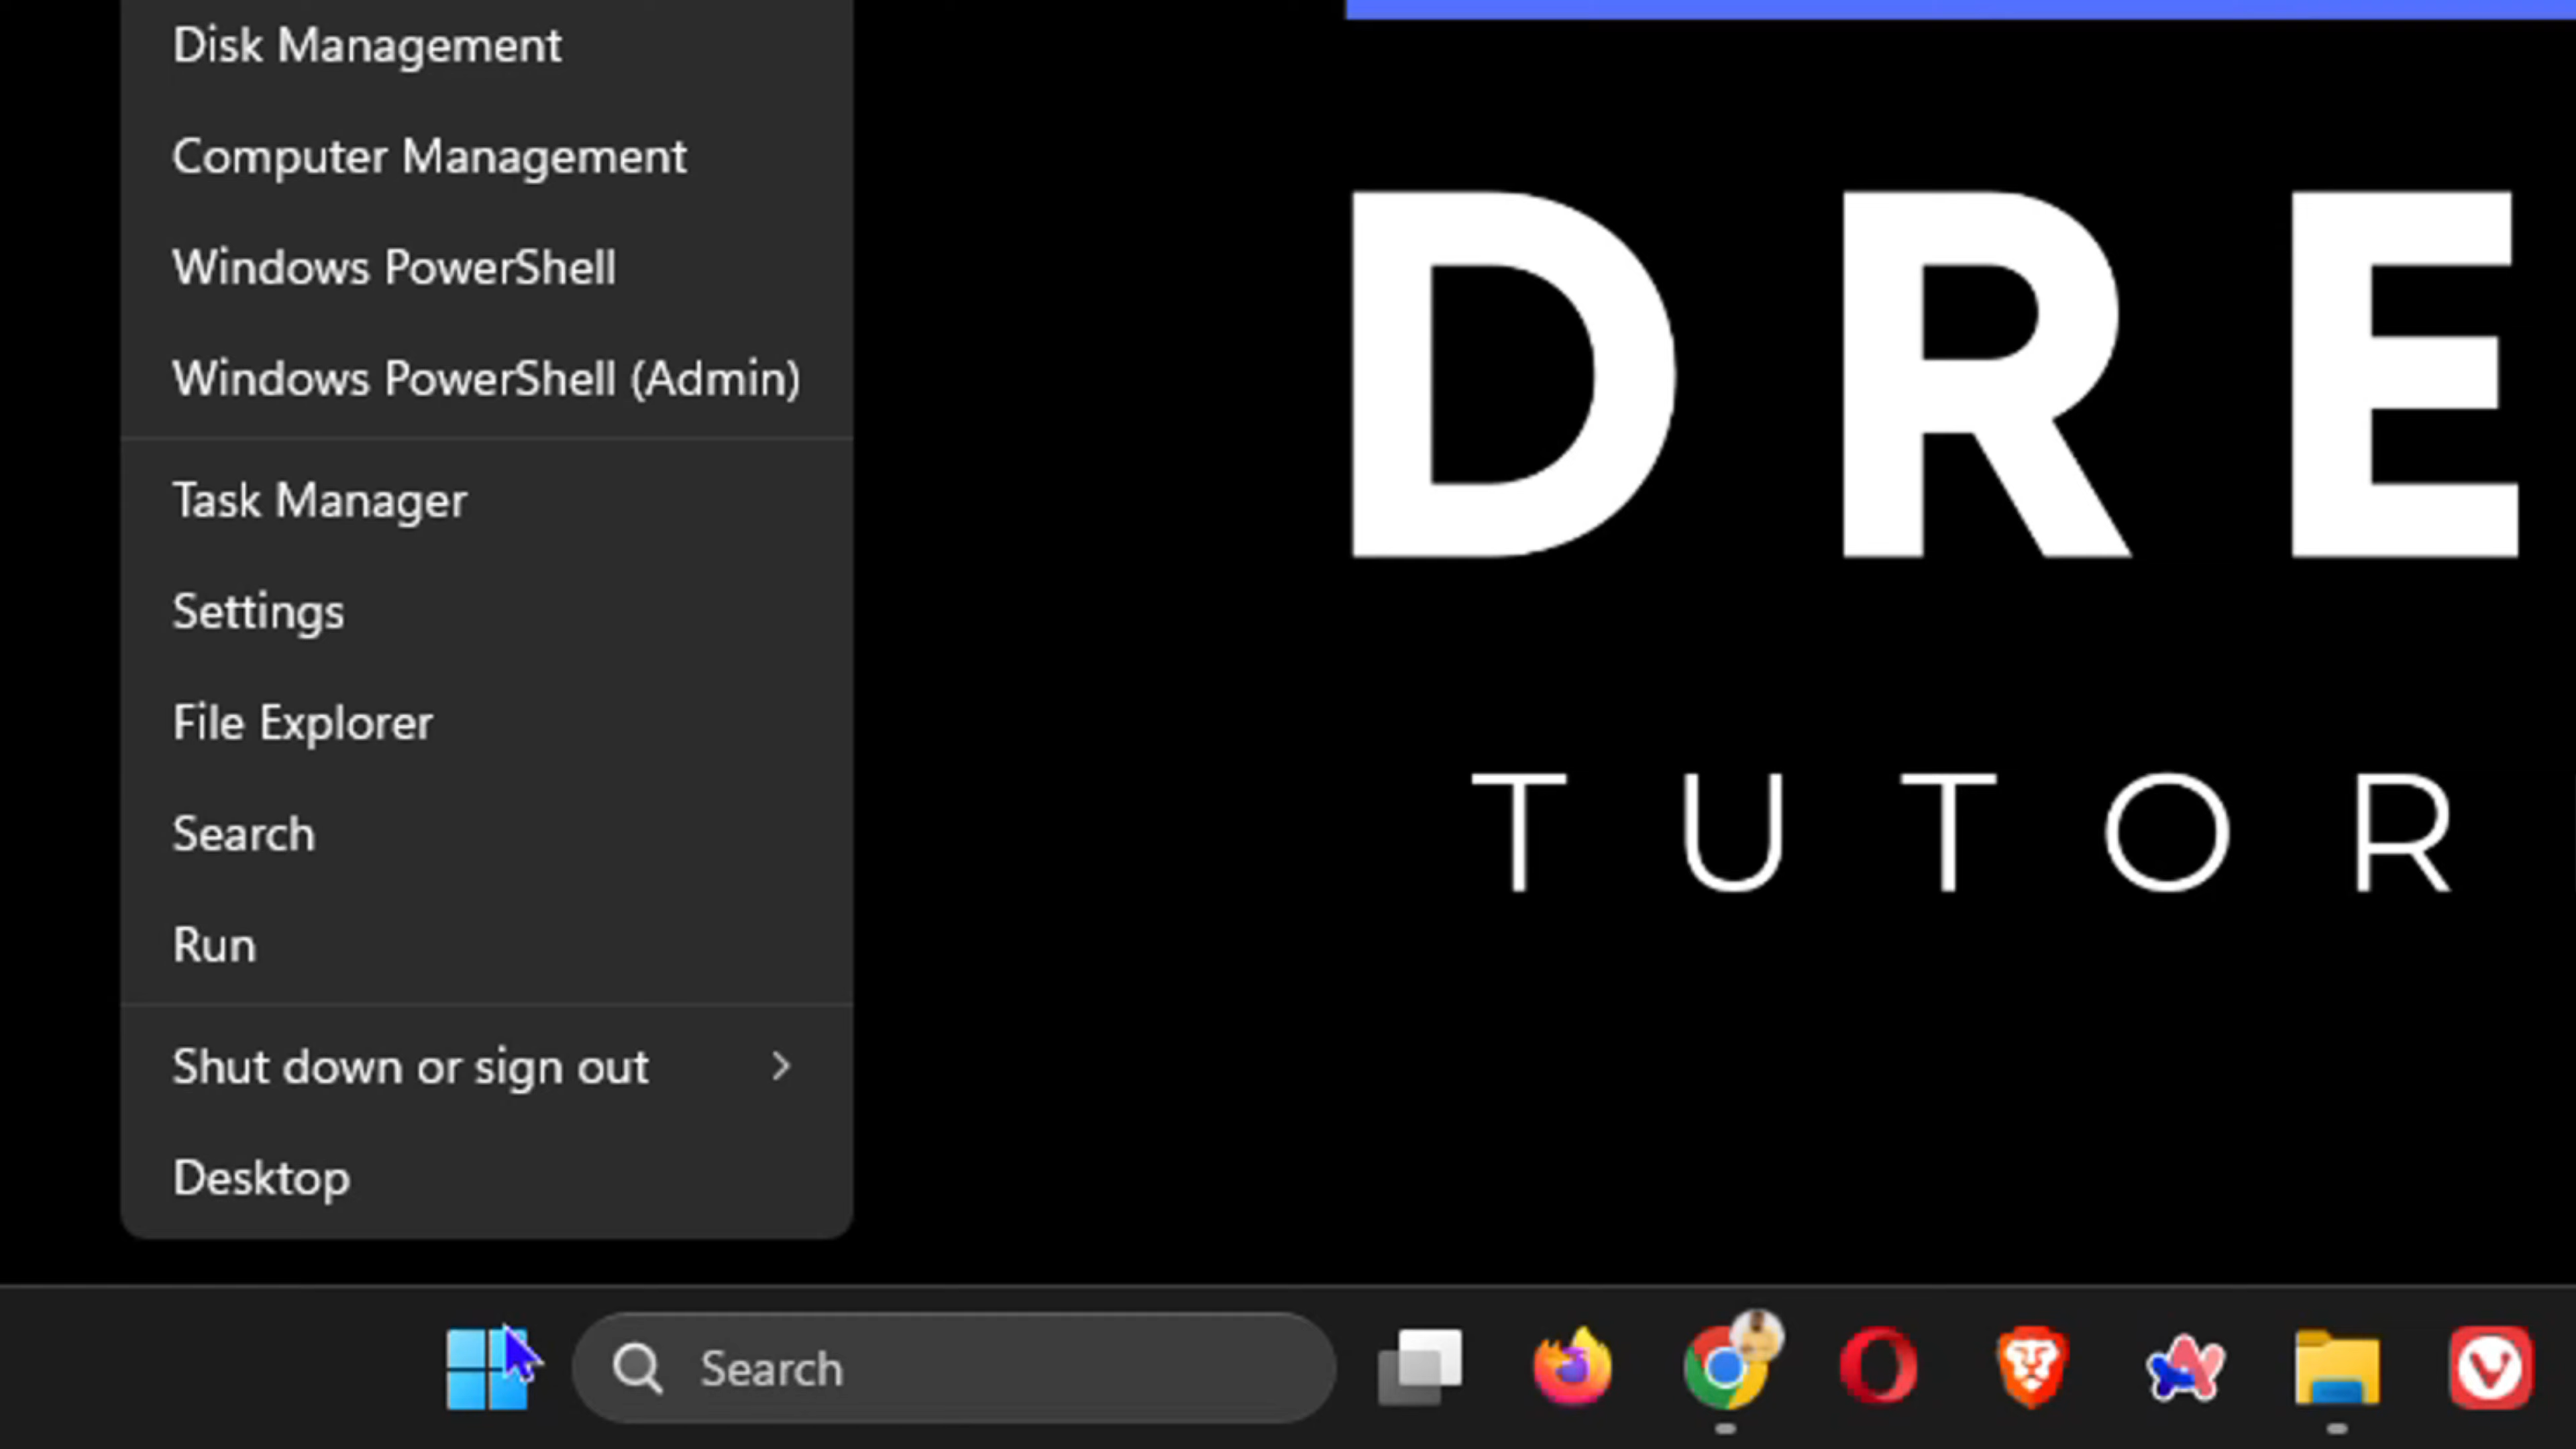 Disk Management
Computer Management
Windows PowerShell
Windows PowerShell (Admin)
Task Manager
Settings
File Explorer
Search
Run
Shut down or sign out
Desktop
DRE
TUTOR
Search